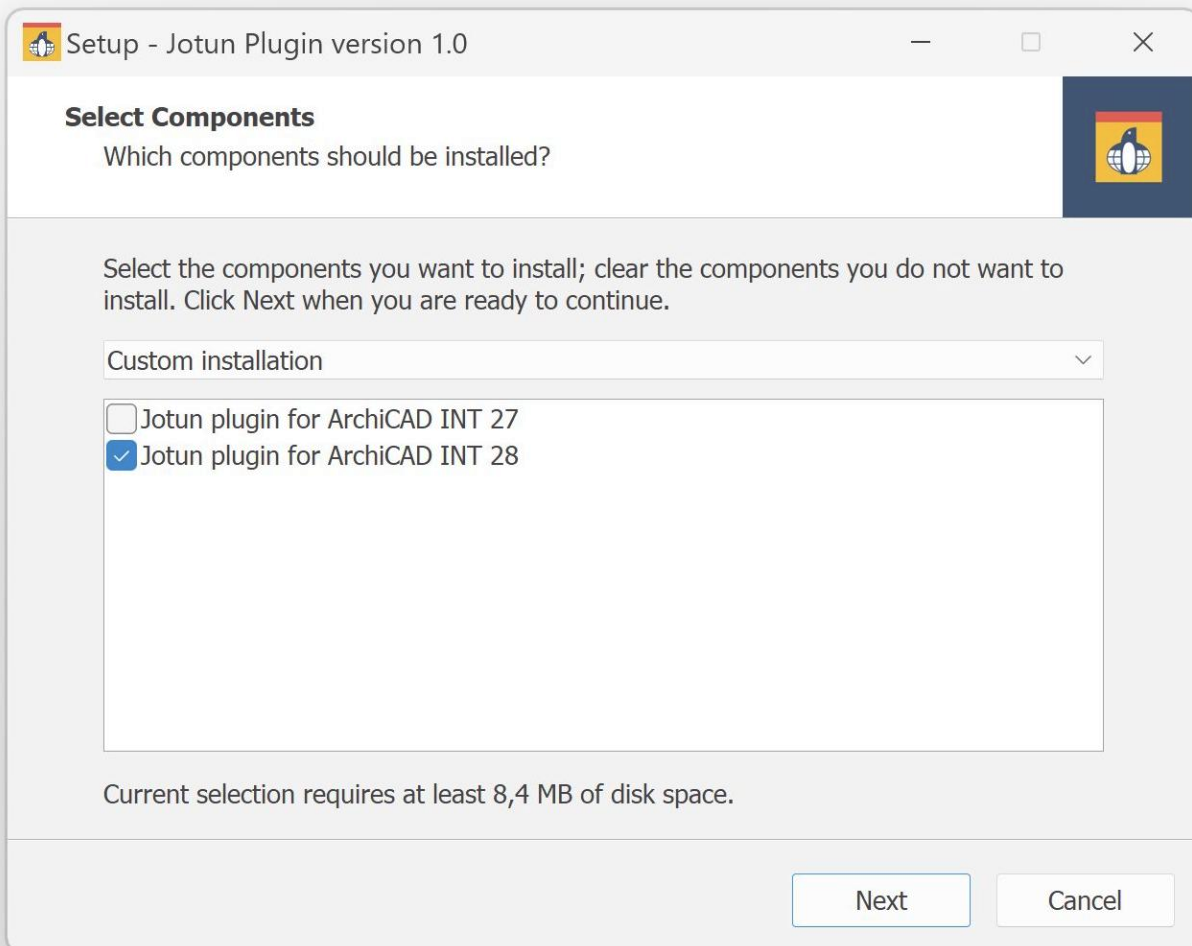 Setup - Jotun Plugin version 1.0
Select Components
Which components should be installed?
Select the components you want to install; clear the components you do not want to
install. Click Next when you are ready to continue.
Custom installation
Jotun plugin for ArchiCAD INT 27
Jotun plugin for ArchiCAD INT 28
Current selection requires at least 8,4 MB of disk space.
Next
Cancel